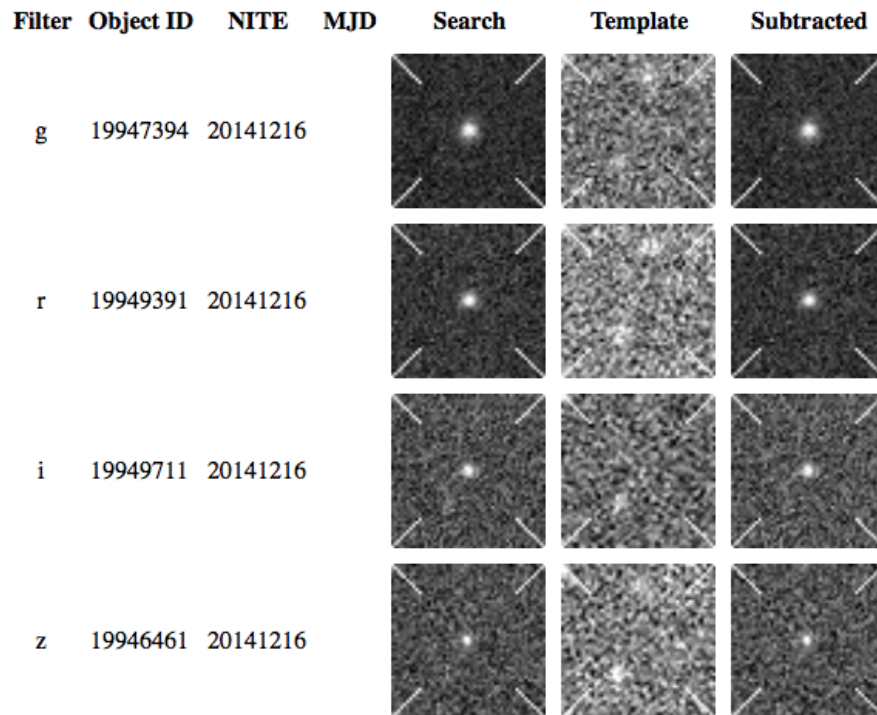 Filter Object ID NITE MJD Search Template Subtracted
g 19947394 20141216
r 19949391 20141216
i 19949711 20141216
z 19946461 20141216